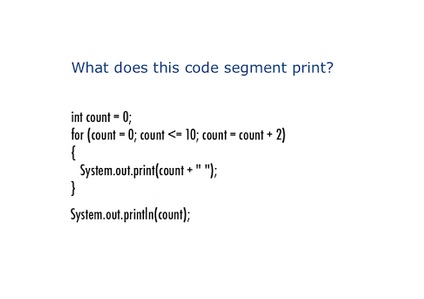 What does this code segment print?
int count = 0;
for (count = 0; count <= 10; count = count + 2)
{
System.out.print(count + " ");
}
System.out.println(count);